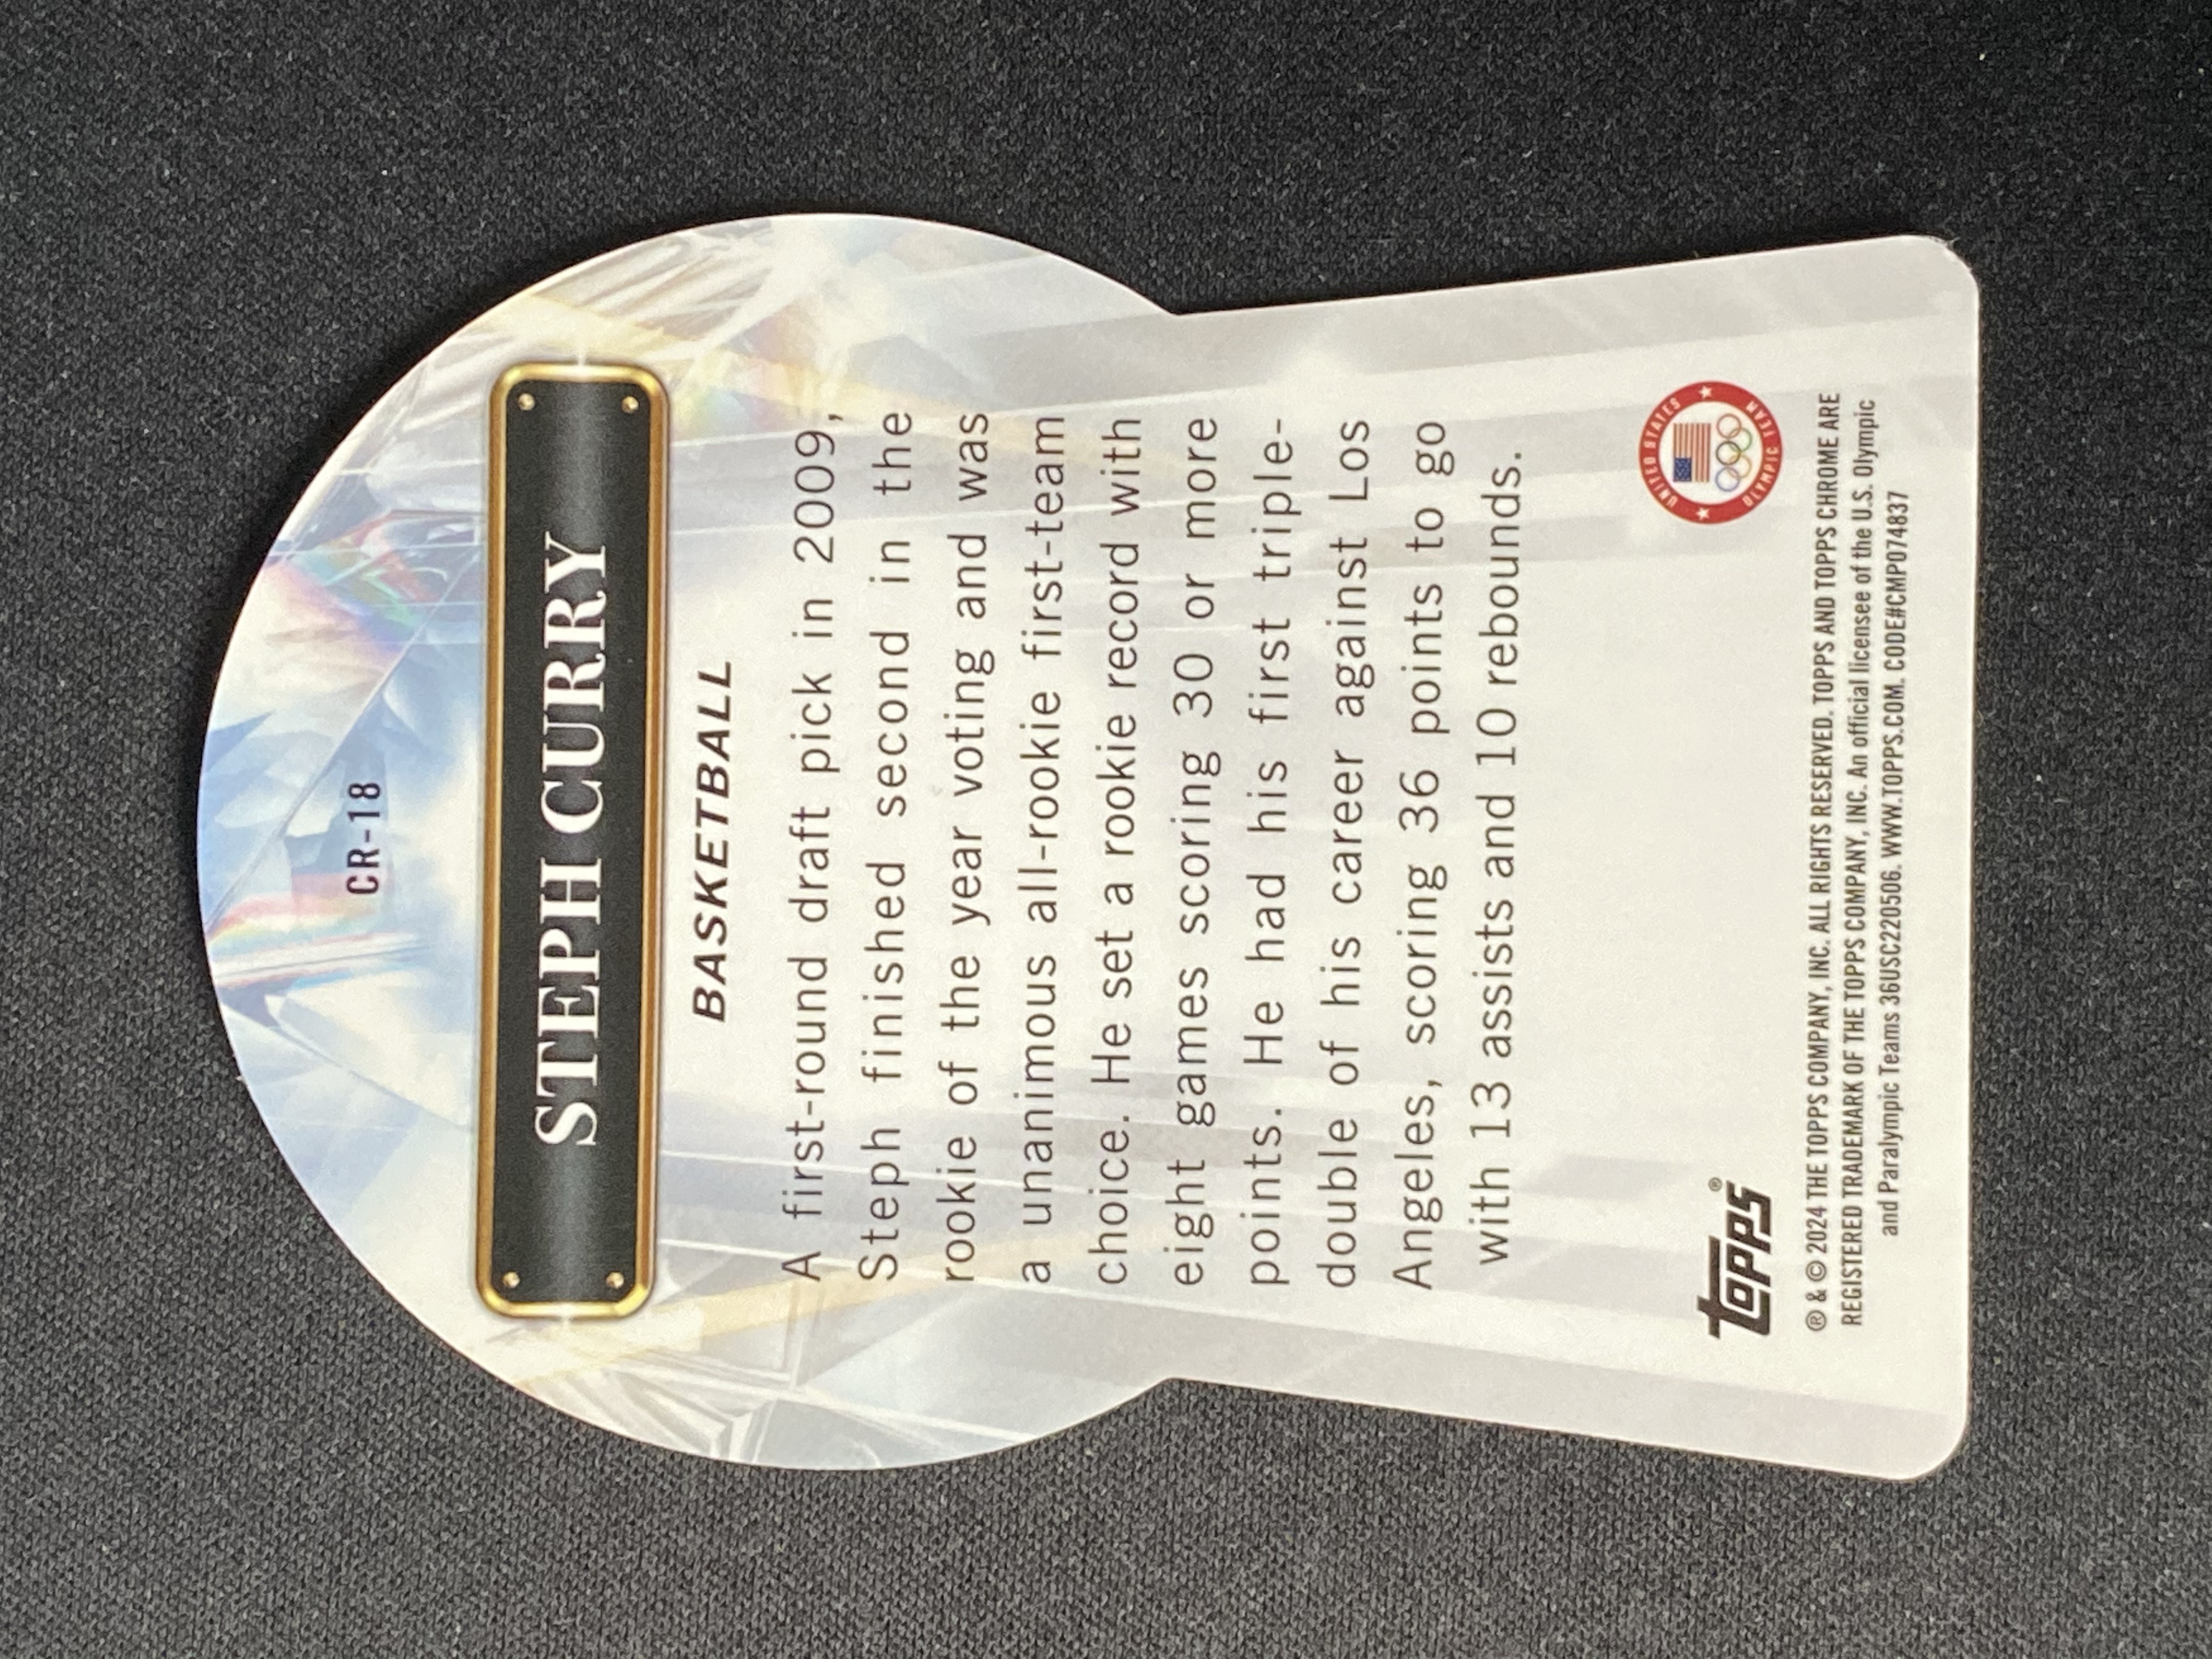 CR-18
STEPH CURRY
BASKETBALL
A first-round draft pick in 2009,
Steph finished second in the
rookie of the year voting and was
a unanimous all-rookie first-team
choice. He set a rookie record with
eight games scoring 30 or more
points. He had his first triple-
double of his career against Los
Angeles, scoring 36 points to go
with 13 assists and 10 rebounds.
UNITED STATES
OLYMPIC TEAM
topps®
® & © 2024 THE TOPPS COMPANY, INC. ALL RIGHTS RESERVED. TOPPS AND TOPPS CHROME ARE
REGISTERED TRADEMARK OF THE TOPPS COMPANY, INC. An official licensee of the U.S. Olympic
and Paralympic Teams 36USC220506. WWW.TOPPS.COM. CODE#CMP074837